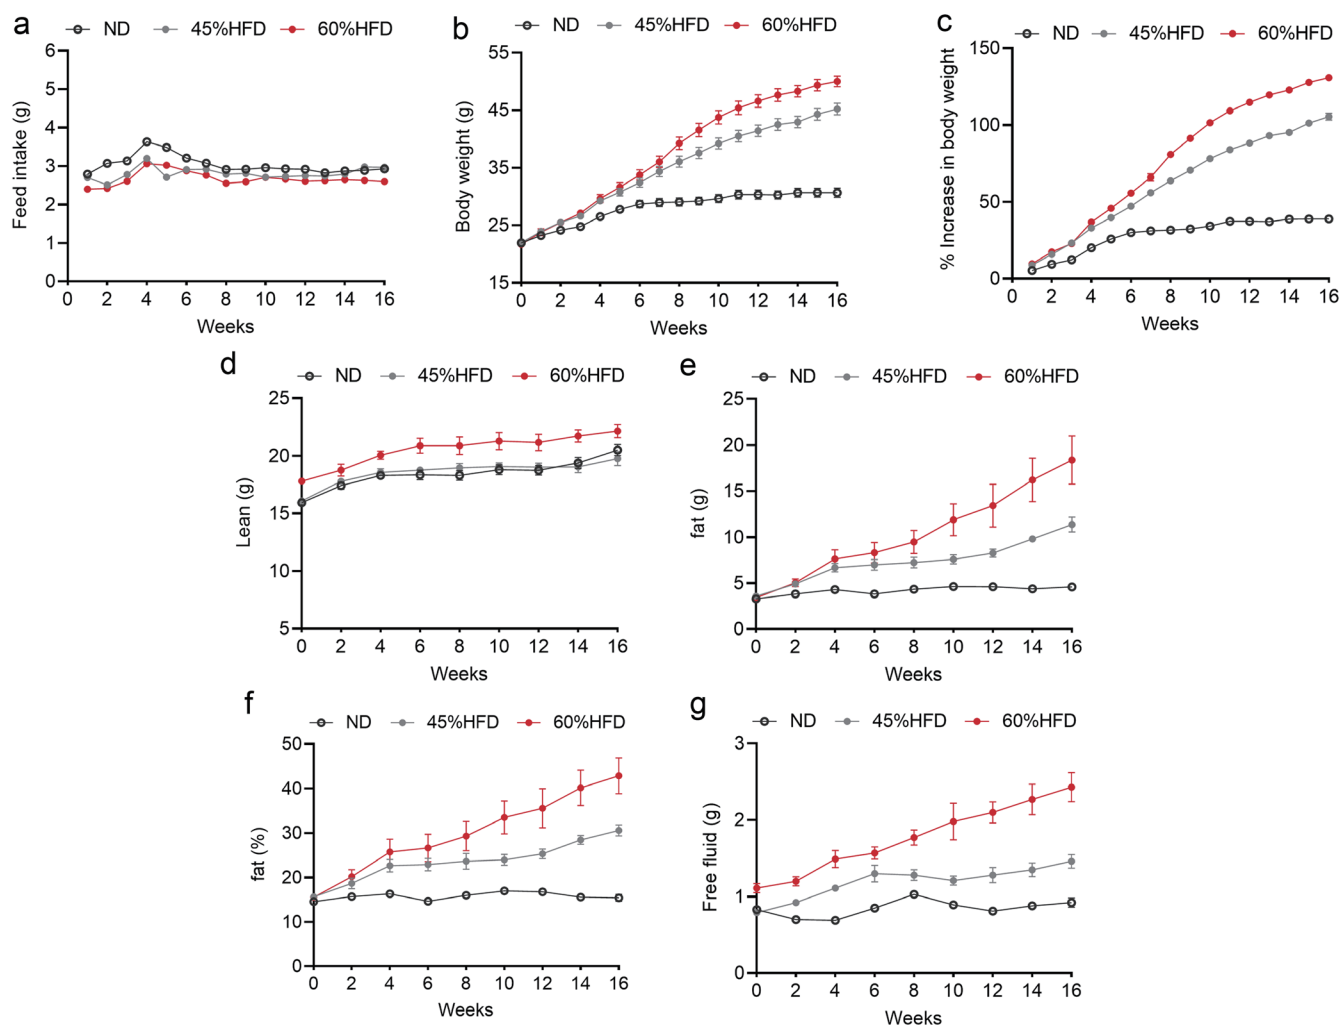 a
ND 45%HFD 60%HFD
Feed intake (g)
6
5
4
3
2
1
0
0 2 4 6 8 10 12 14 16
Weeks
b
ND 45%HFD 60%HFD
Body weight (g)
55
45
35
25
15
0 2 4 6 8 10 12 14 16
Weeks
c
ND 45%HFD 60%HFD
% Increase in body weight
150
100
50
0
0 2 4 6 8 10 12 14 16
Weeks
d
ND 45%HFD 60%HFD
Lean (g)
25
20
15
10
5
0 2 4 6 8 10 12 14 16
Weeks
e
ND 45%HFD 60%HFD
fat (g)
25
20
15
10
5
0
0 2 4 6 8 10 12 14 16
Weeks
f
ND 45%HFD 60%HFD
fat (%)
50
40
30
20
10
0
0 2 4 6 8 10 12 14 16
Weeks
g
ND 45%HFD 60%HFD
Free fluid (g)
3
2
1
0
0 2 4 6 8 10 12 14 16
Weeks